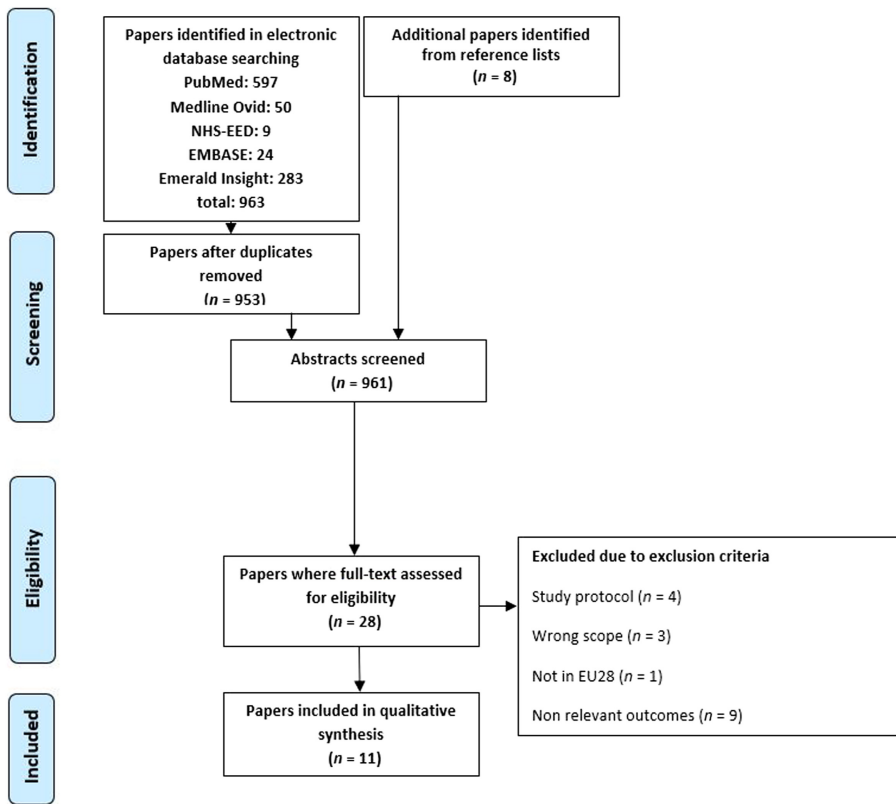 Identification
Papers identified in electronic
database searching
PubMed: 597
Medline Ovid: 50
NHS-EED: 9
EMBASE: 24
Emerald Insight: 283
total: 963
Additional papers identified
from reference lists
(n = 8)
Screening
Papers after duplicates
removed
(n = 953)
Abstracts screened
(n = 961)
Eligibility
Papers where full-text assessed
for eligibility
(n = 28)
Excluded due to exclusion criteria
Study protocol (n = 4)
Wrong scope (n = 3)
Not in EU28 (n = 1)
Non relevant outcomes (n = 9)
Included
Papers included in qualitative
synthesis
(n = 11)